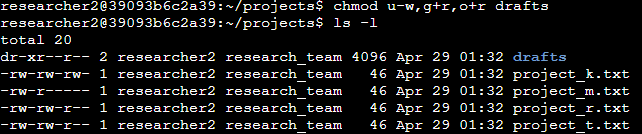 researcher2@39093b6c2a39:~/projects$ chmod u-w,g+r,o+r drafts
researcher2@39093b6c2a39:~/projects$ ls -l
total 20
dr-xr--r-- 2 researcher2 research_team 4096 Apr 29 01:32 drafts
-rw-rw-rw- 1 researcher2 research_team   46 Apr 29 01:32 project_k.txt
-rw-r----- 1 researcher2 research_team   46 Apr 29 01:32 project_m.txt
-rw-rw-r-- 1 researcher2 research_team   46 Apr 29 01:32 project_r.txt
-rw-rw-r-- 1 researcher2 research_team   46 Apr 29 01:32 project_t.txt